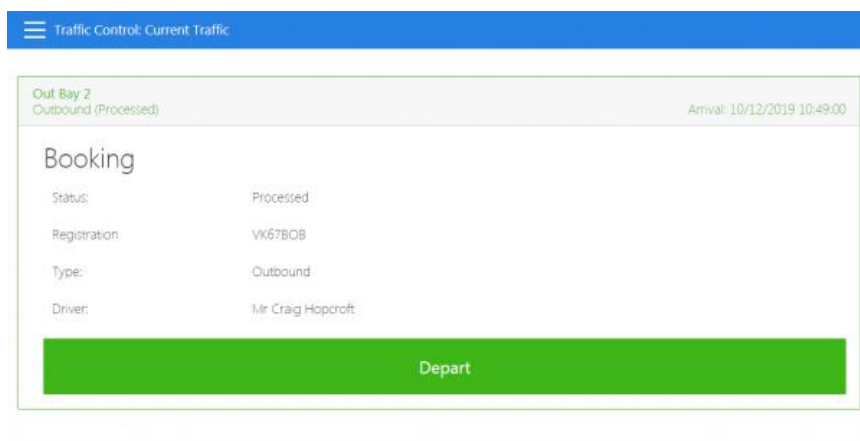 Traffic Control: Current Traffic
Out Bay 2
Outbound (Processed)
Arrival: 10/12/2019 10:49:00
Booking
Status: Processed
Registration VK67BOB
Type: Outbound
Driver: Mr Craig Hopcroft
Depart